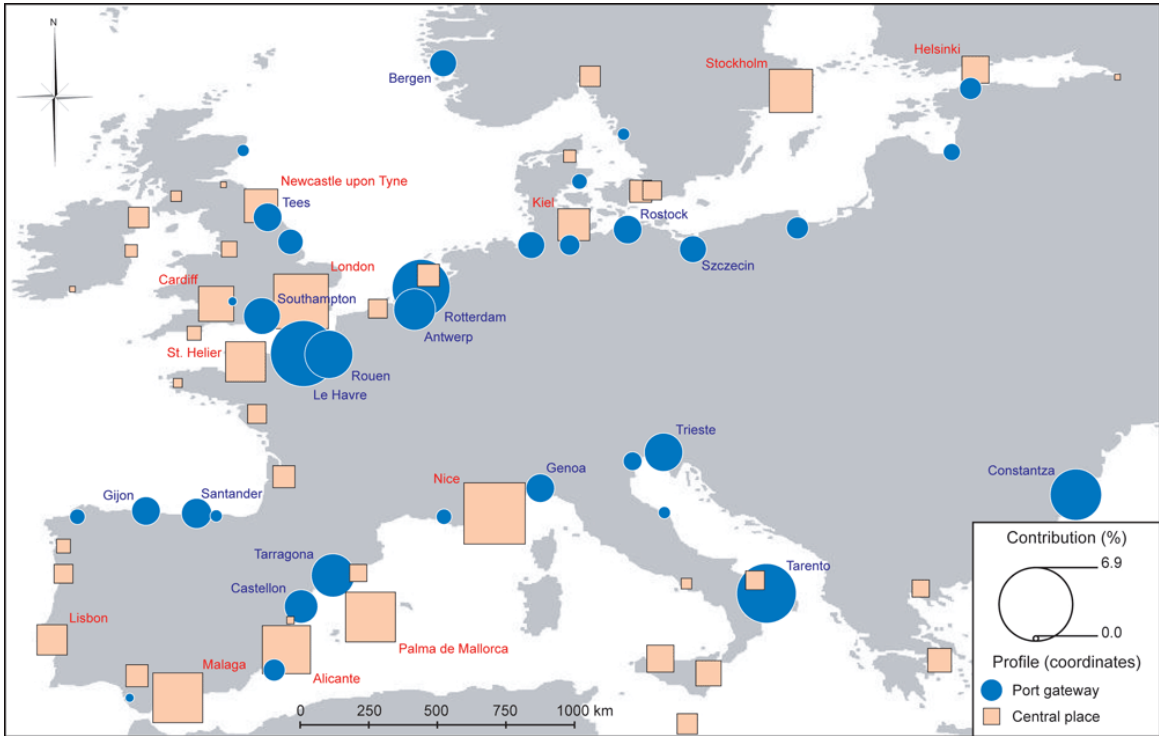 N
Bergen
Stockholm
Helsinki
Newcastle upon Tyne
Tees
Kiel
Rostock
Szczecin
London
Cardiff
Southampton
Rotterdam
Antwerp
St. Helier
Rouen
Le Havre
Trieste
Genoa
Nice
Constantza
Gijon
Santander
Tarragona
Castellon
Tarento
Lisbon
Palma de Mallorca
Malaga
Alicante
0 250 500 750 1000 km
Contribution (%)
6.9
0.0
Profile (coordinates)
Port gateway
Central place